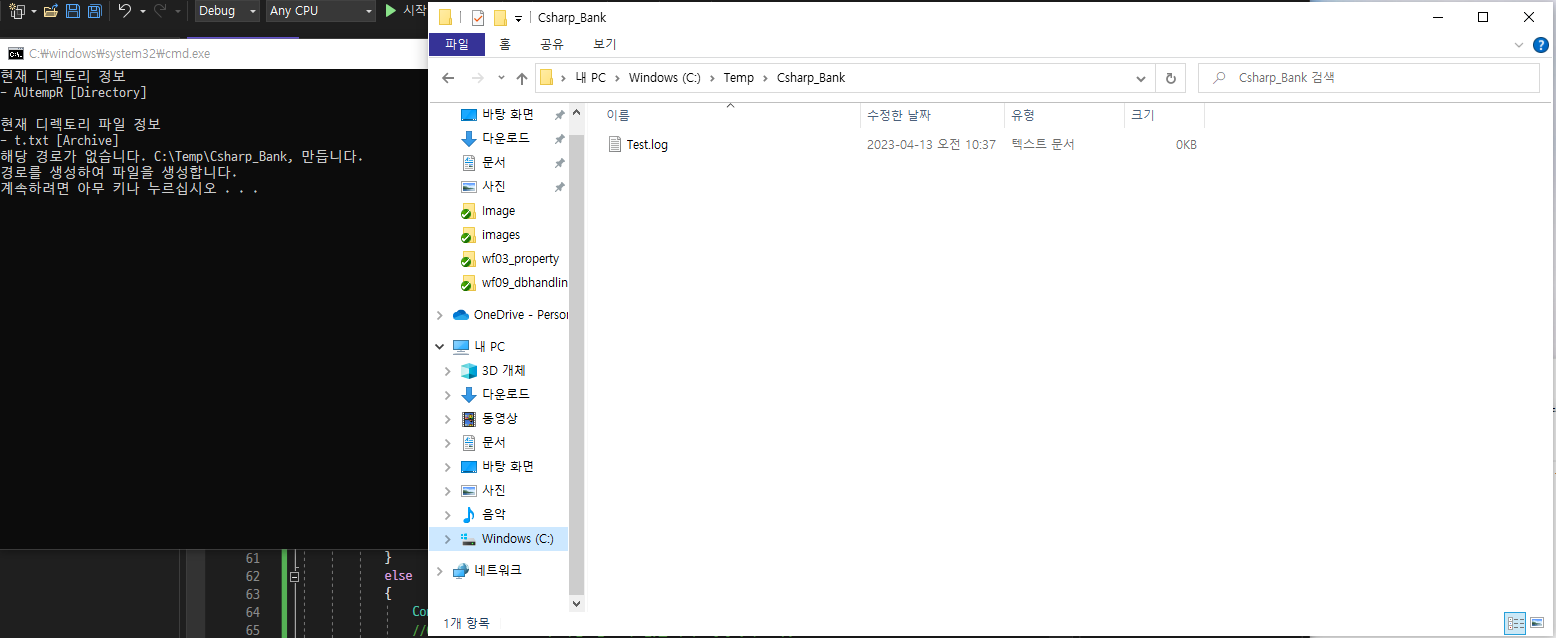 Debug
Any CPU
시작
C:₩windows₩system32₩cmd.exe
현재 디렉토리 정보
- AUtempR [Directory]
현재 디렉토리 파일 정보
- t.txt [Archive]
해당 경로가 없습니다. C:\Temp\Csharp_Bank, 만듭니다.
경로를 생성하여 파일을 생성합니다.
계속하려면 아무 키나 누르십시오 . . .
61 }
62 else
63 {
64 Con
65 //
Csharp_Bank
파일 홈 공유 보기
내 PC > Windows (C:) > Temp > Csharp_Bank
Csharp_Bank 검색
바탕 화면
다운로드
문서
사진
Image
images
wf03_property
wf09_dbhandlin
OneDrive - Person
내 PC
3D 개체
다운로드
동영상
문서
바탕 화면
사진
음악
Windows (C:)
네트워크
이름 수정한 날짜 유형 크기
Test.log 2023-04-13 오전 10:37 텍스트 문서 0KB
1개 항목